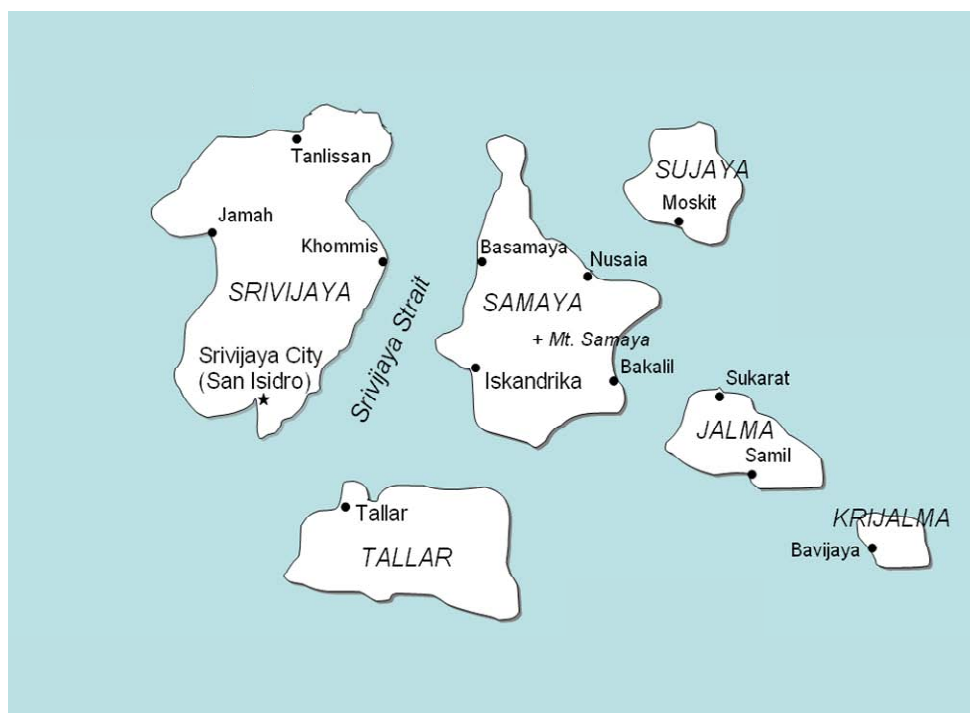 Tanlissan
SUJAYA
Moskit
Jamah
Khommis
Basamaya
Nusaia
SRIVIJAYA
SAMAYA
Srivijaya Strait
+ Mt. Samaya
Srivijaya City
(San Isidro)
Iskandrika
Bakalil
Sukarat
JALMA
Samil
Tallar
TALLAR
KRIJALMA
Bavijaya